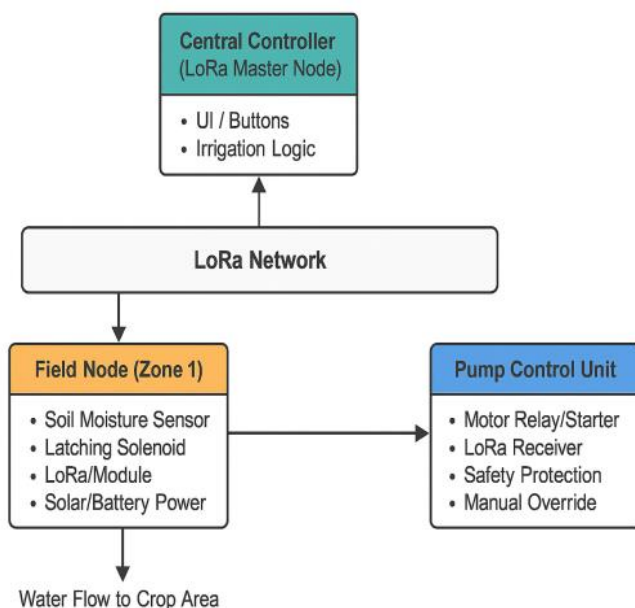 Central Controller
(LoRa Master Node)
• UI / Buttons
• Irrigation Logic
LoRa Network
Field Node (Zone 1)
• Soil Moisture Sensor
• Latching Solenoid
• LoRa/Module
• Solar/Battery Power
Pump Control Unit
• Motor Relay/Starter
• LoRa Receiver
• Safety Protection
• Manual Override
Water Flow to Crop Area